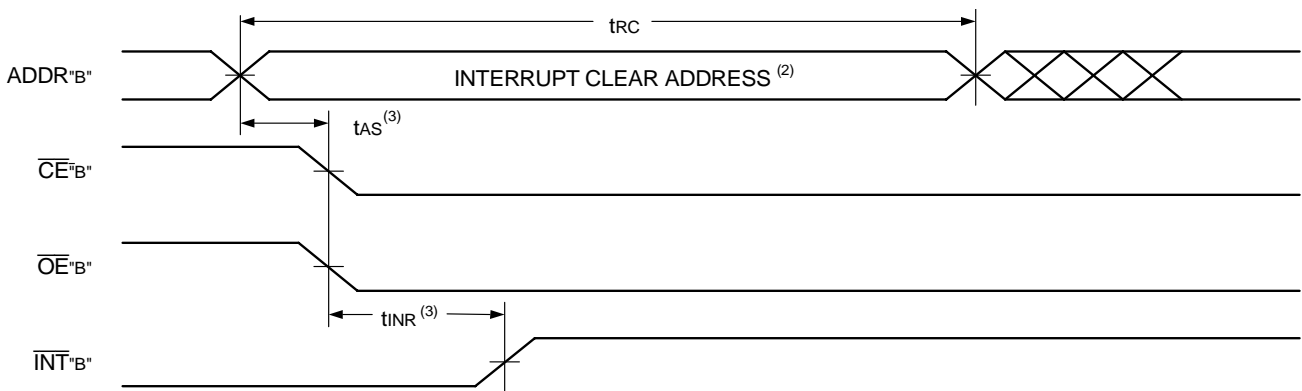 tRC
ADDR"B"
INTERRUPT CLEAR ADDRESS (2)
tAS(3)
CE"B"
OE"B"
tINR (3)
INT"B"